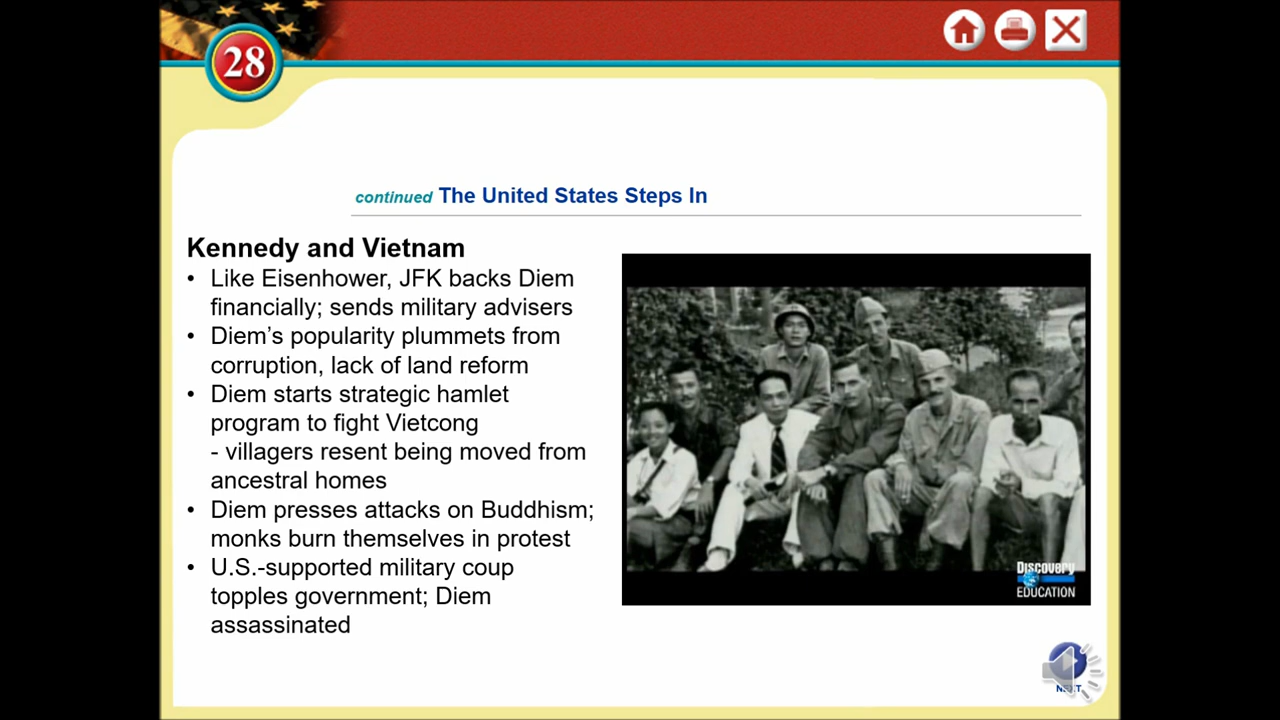 28
continued The United States Steps In
Kennedy and Vietnam
• Like Eisenhower, JFK backs Diem
financially; sends military advisers
• Diem’s popularity plummets from
corruption, lack of land reform
• Diem starts strategic hamlet
program to fight Vietcong
- villagers resent being moved from
ancestral homes
• Diem presses attacks on Buddhism;
monks burn themselves in protest
• U.S.-supported military coup
topples government; Diem
assassinated
Discovery
EDUCATION
NEXT